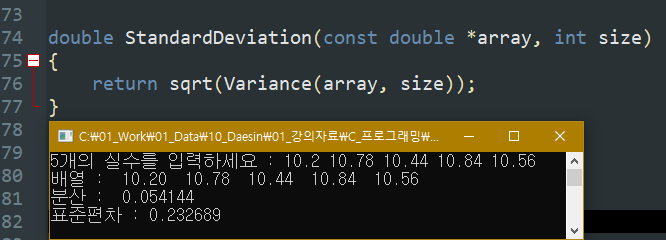 73
74 double StandardDeviation(const double *array, int size)
75 {
76 return sqrt(Variance(array, size));
77 }
78
79
80
81
82
C:\01_Work\01_Data\10_Daesin\01_강의자료\C_프로그래밍\...
5개의 실수를 입력하세요 : 10.2 10.78 10.44 10.84 10.56
배열 : 10.20 10.78 10.44 10.84 10.56
분산 : 0.054144
표준편차 : 0.232689